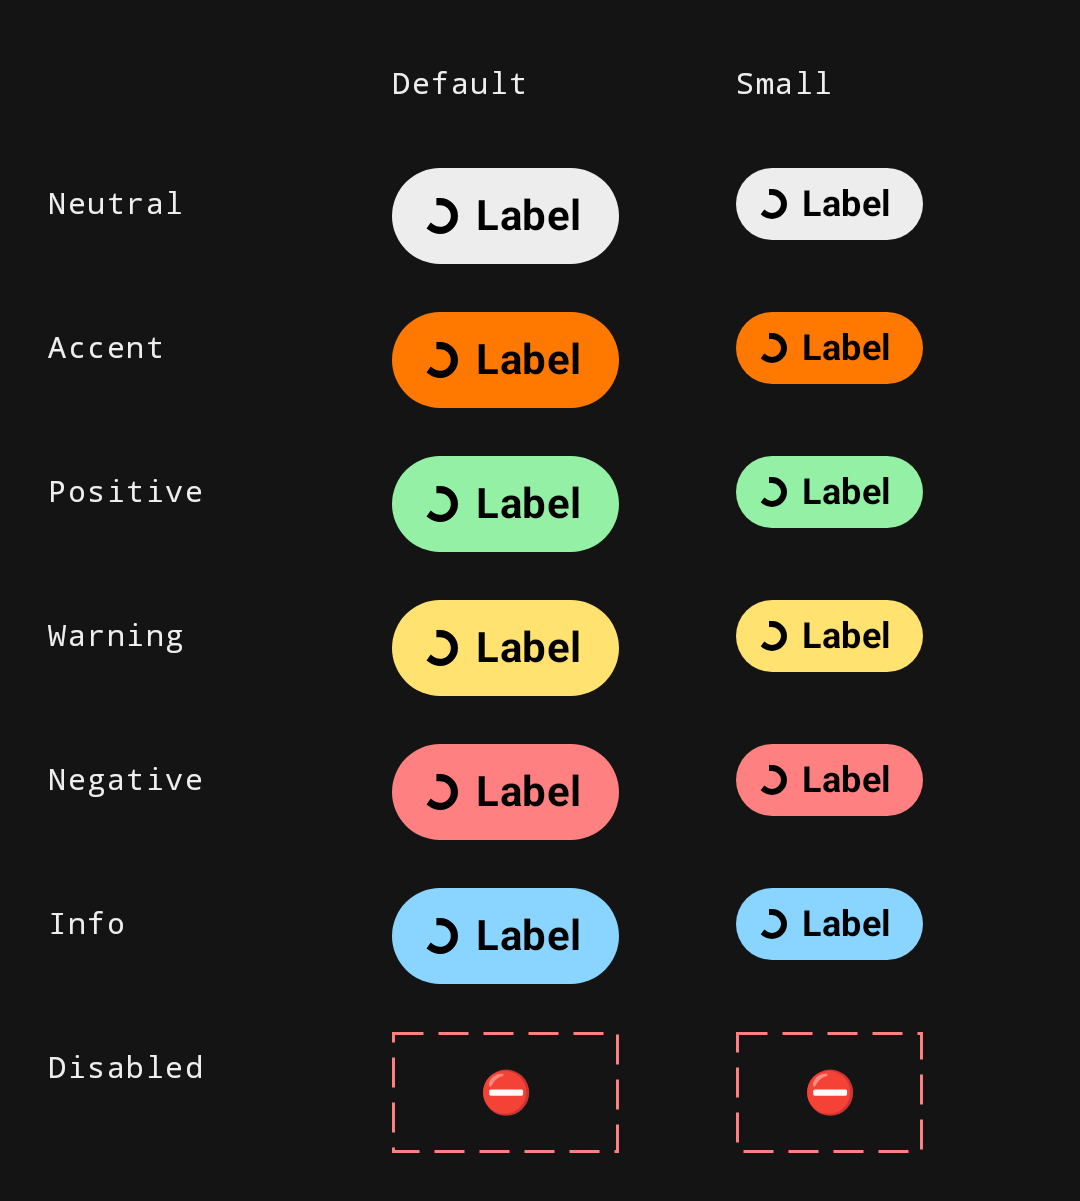 Default Small
Neutral Label Label
Accent Label Label
Positive Label Label
Warning Label Label
Negative Label Label
Info Label Label
Disabled